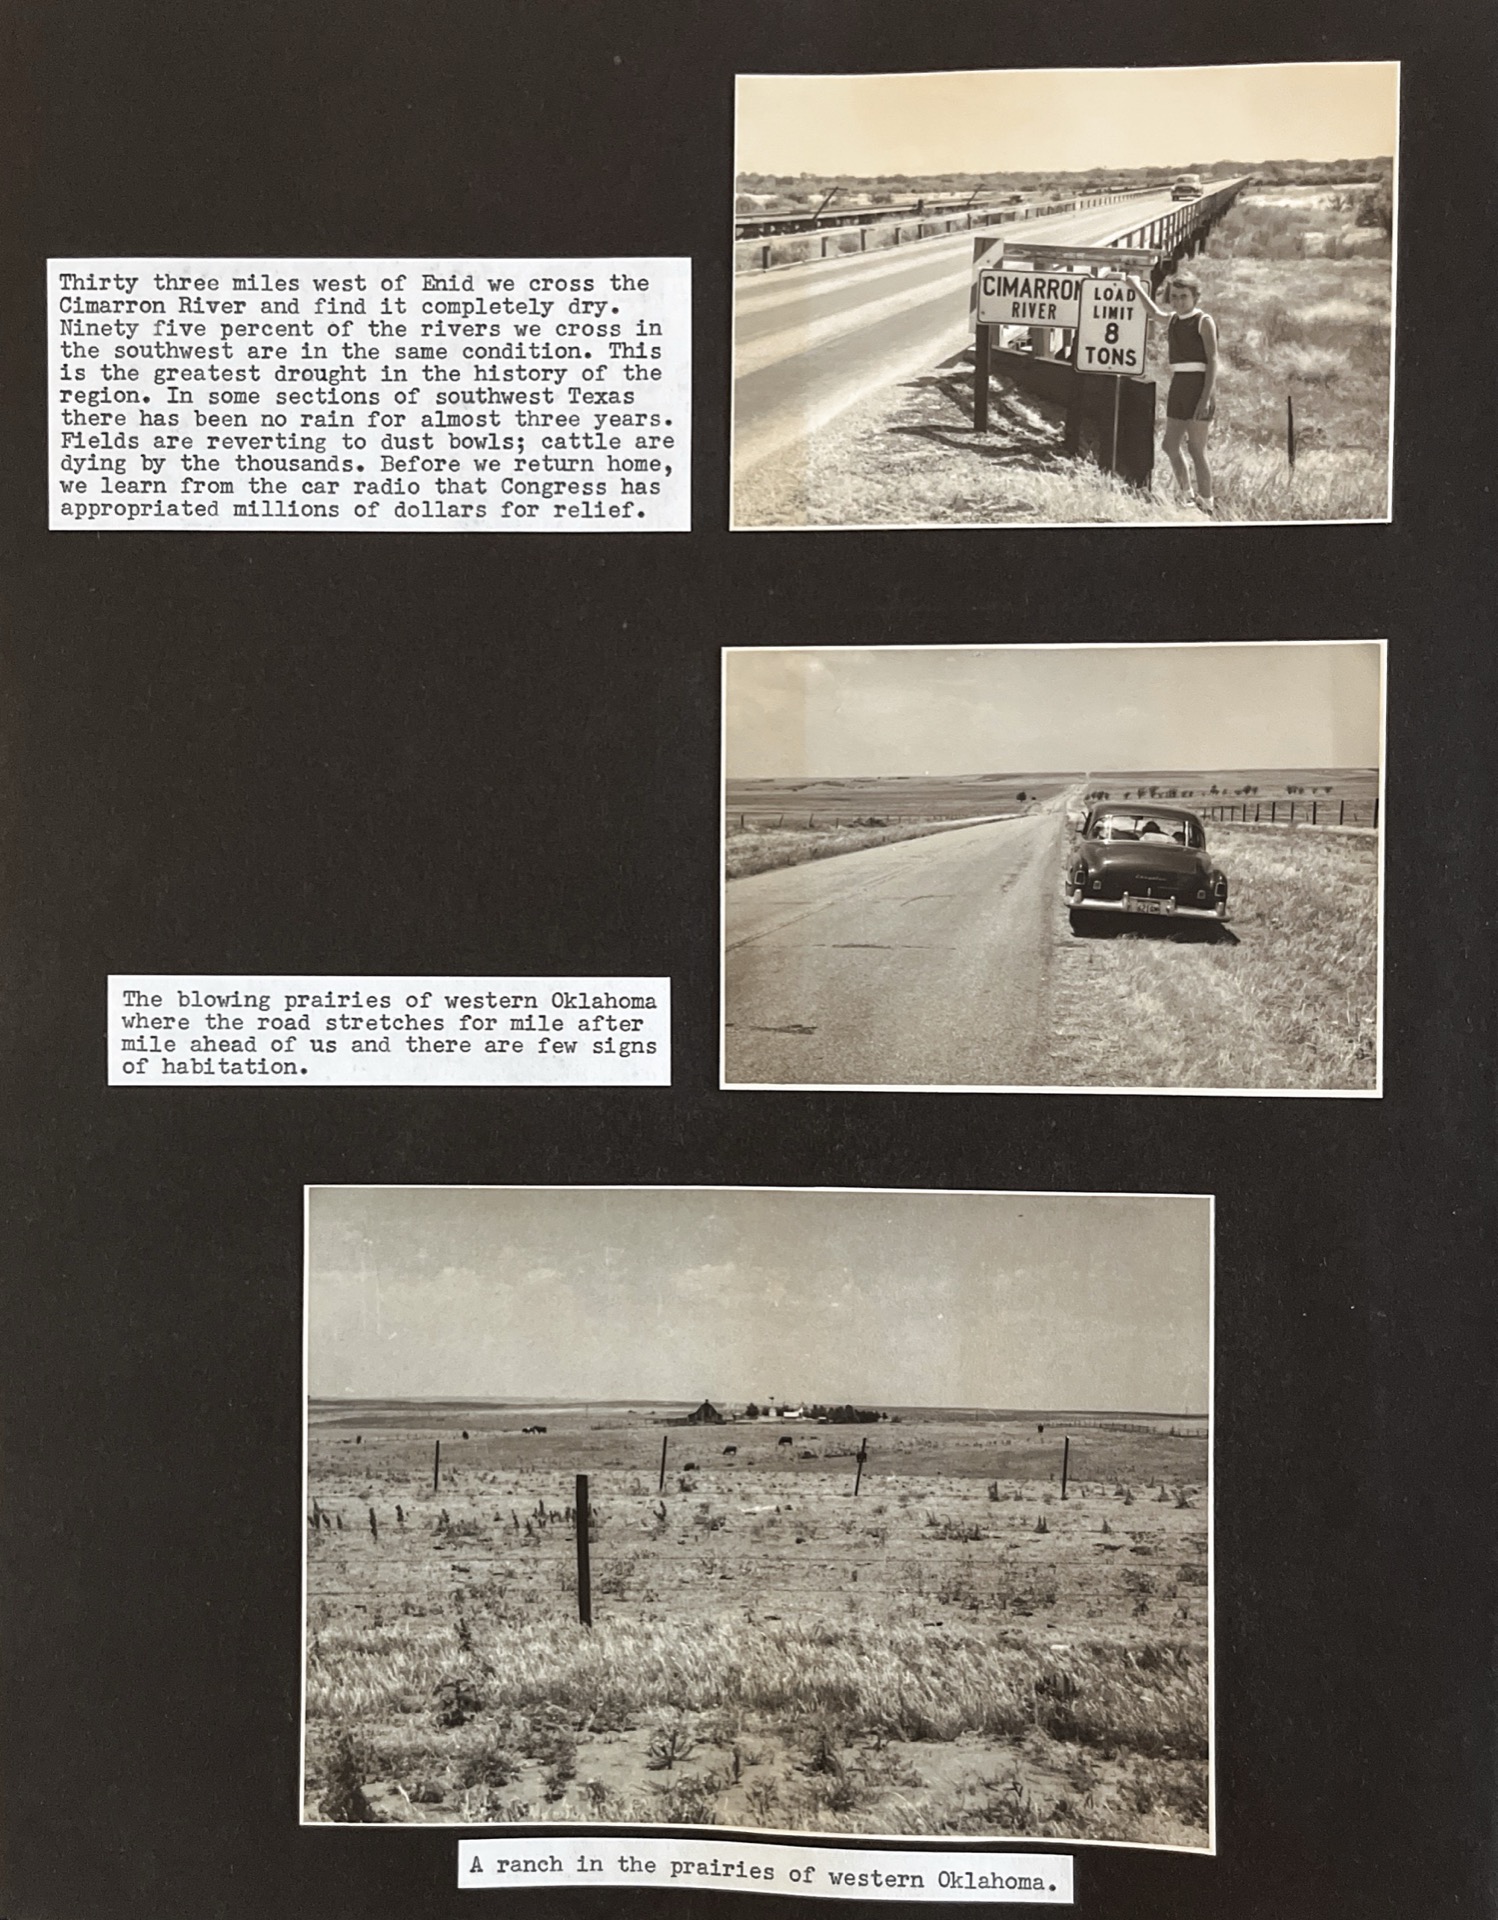 Thirty three miles west of Enid we cross the
Cimarron River and find it completely dry.
Ninety five percent of the rivers we cross in
the southwest are in the same condition. This
is the greatest drought in the history of the
region. In some sections of southwest Texas
there has been no rain for almost three years.
Fields are reverting to dust bowls; cattle are
dying by the thousands. Before we return home,
we learn from the car radio that Congress has
appropriated millions of dollars for relief.
CIMARRON
RIVER
LOAD
LIMIT
8
TONS
The blowing prairies of western Oklahoma
where the road stretches for mile after
mile ahead of us and there are few signs
of habitation.
Chrysler
A ranch in the prairies of western Oklahoma.